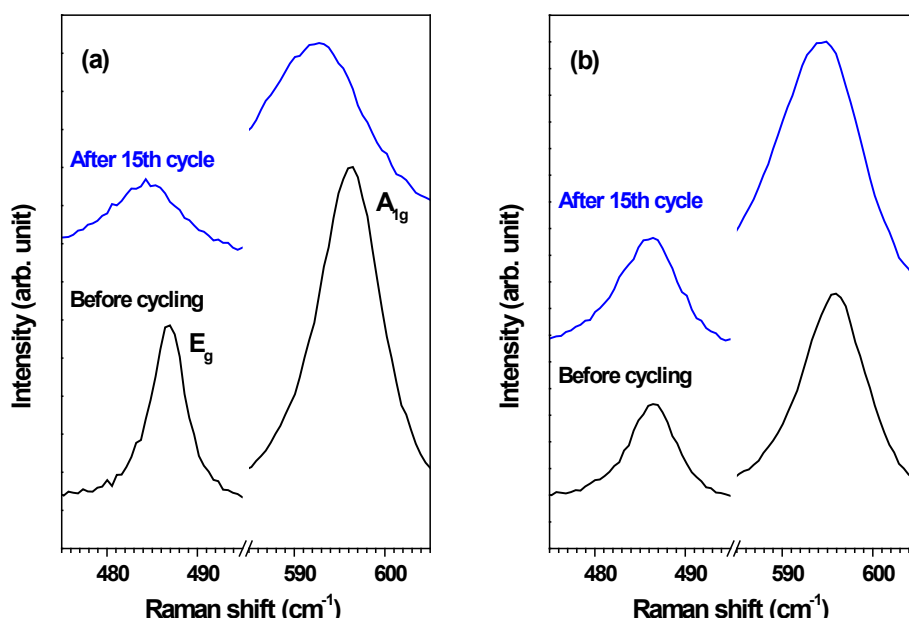 (a)
After 15th cycle
A1g
Before cycling
Eg
Intensity (arb. unit)
480 490 590 600
Raman shift (cm-1)
(b)
After 15th cycle
Before cycling
Intensity (arb. unit)
480 490 590 600
Raman shift (cm-1)